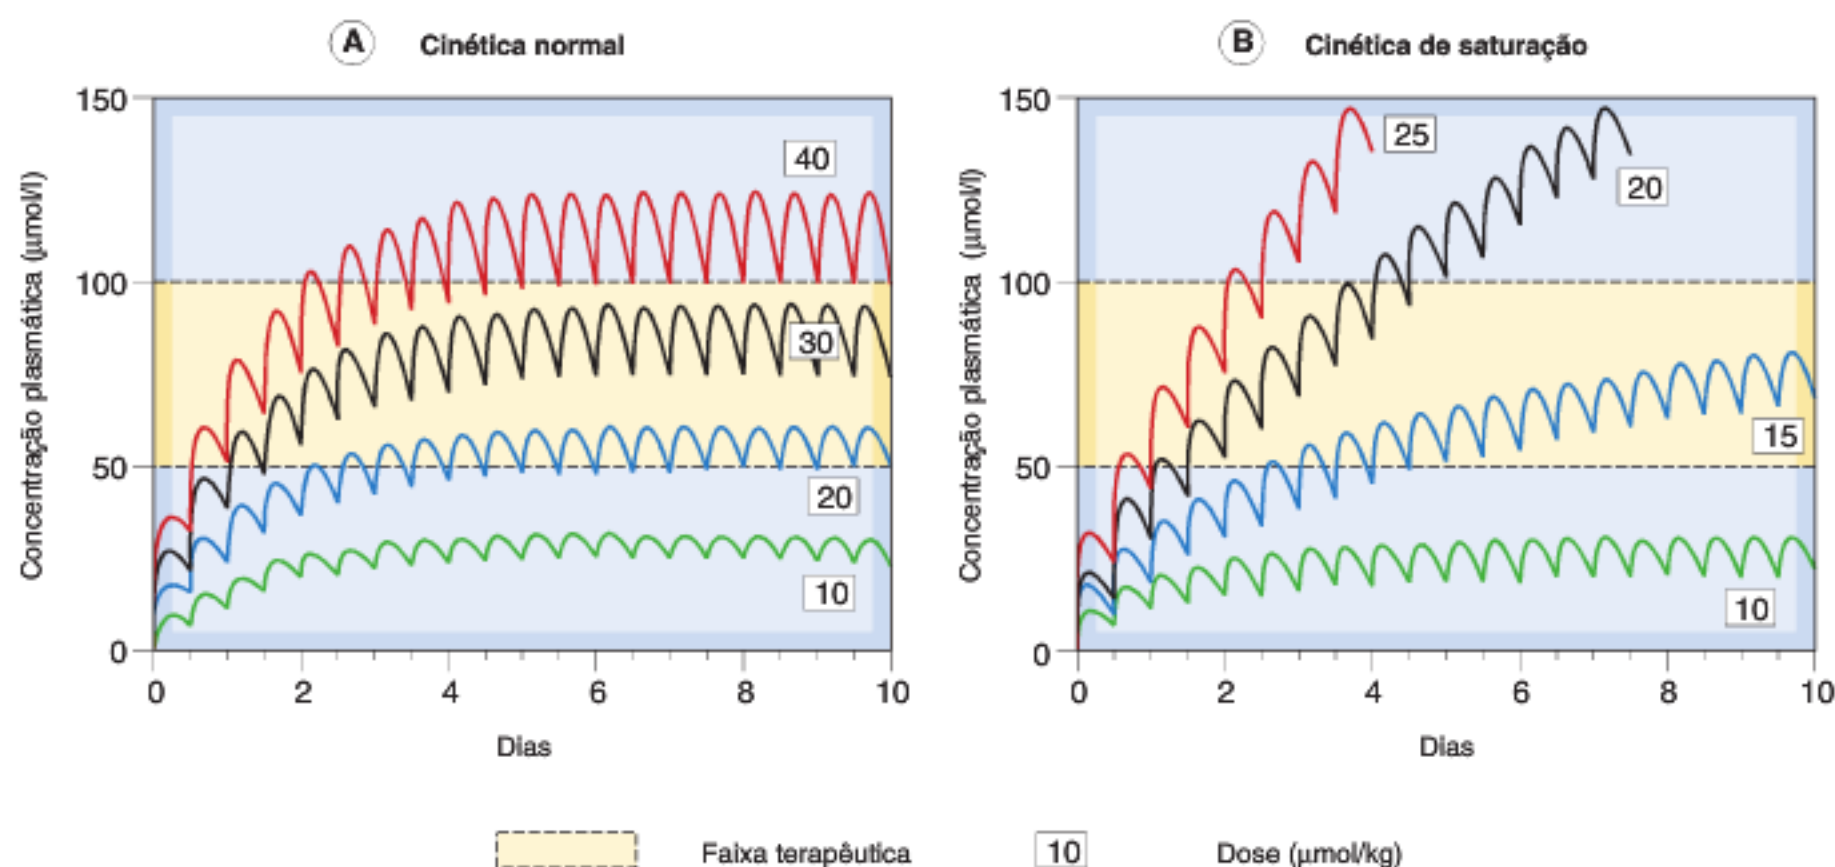 A Cinética normal
150
100
50
0
Concentração plasmática (µmol/l)
40
30
20
10
0 2 4 6 8 10
Dias
B Cinética de saturação
150
100
50
0
Concentração plasmática (µmol/l)
25
20
15
10
0 2 4 6 8 10
Dias
Faixa terapêutica
10 Dose (µmol/kg)